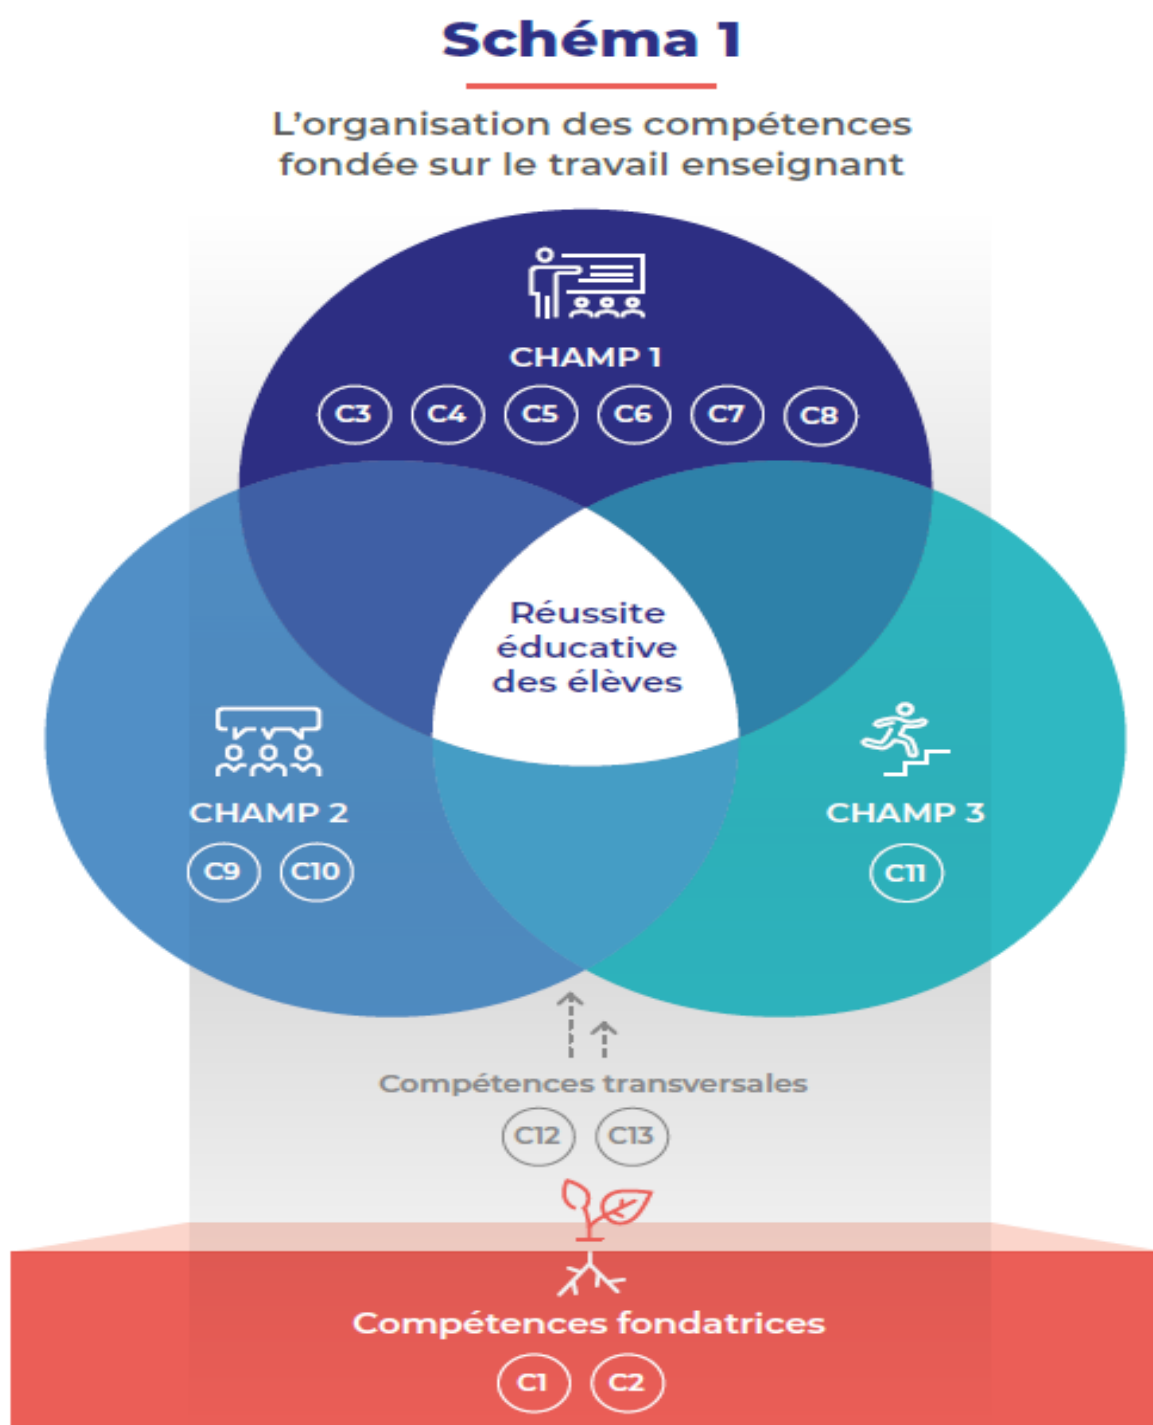 Schéma 1
L’organisation des compétences
fondée sur le travail enseignant
CHAMP 1
C3 C4 C5 C6 C7 C8
Réussite
éducative
des élèves
CHAMP 2
C9 C10
CHAMP 3
C11
Compétences transversales
C12 C13
Compétences fondatrices
C1 C2